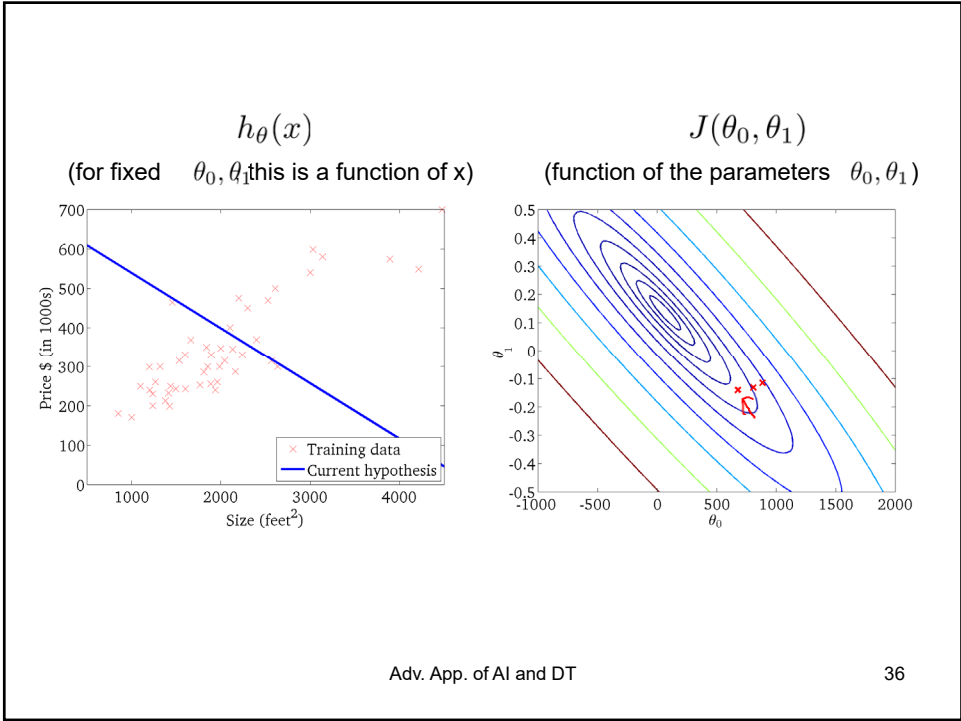 hθ(x)
(for fixed θ0, θ1 this is a function of x)
700
600
500
400
300
200
100
0
Price $ (in 1000s)
1000 2000 3000 4000
Size (feet²)
Training data
Current hypothesis
J(θ0, θ1)
(function of the parameters θ0, θ1)
0.5
0.4
0.3
0.2
0.1
0
-0.1
-0.2
-0.3
-0.4
-0.5
θ1
-1000 -500 0 500 1000 1500 2000
θ0
Adv. App. of AI and DT 36